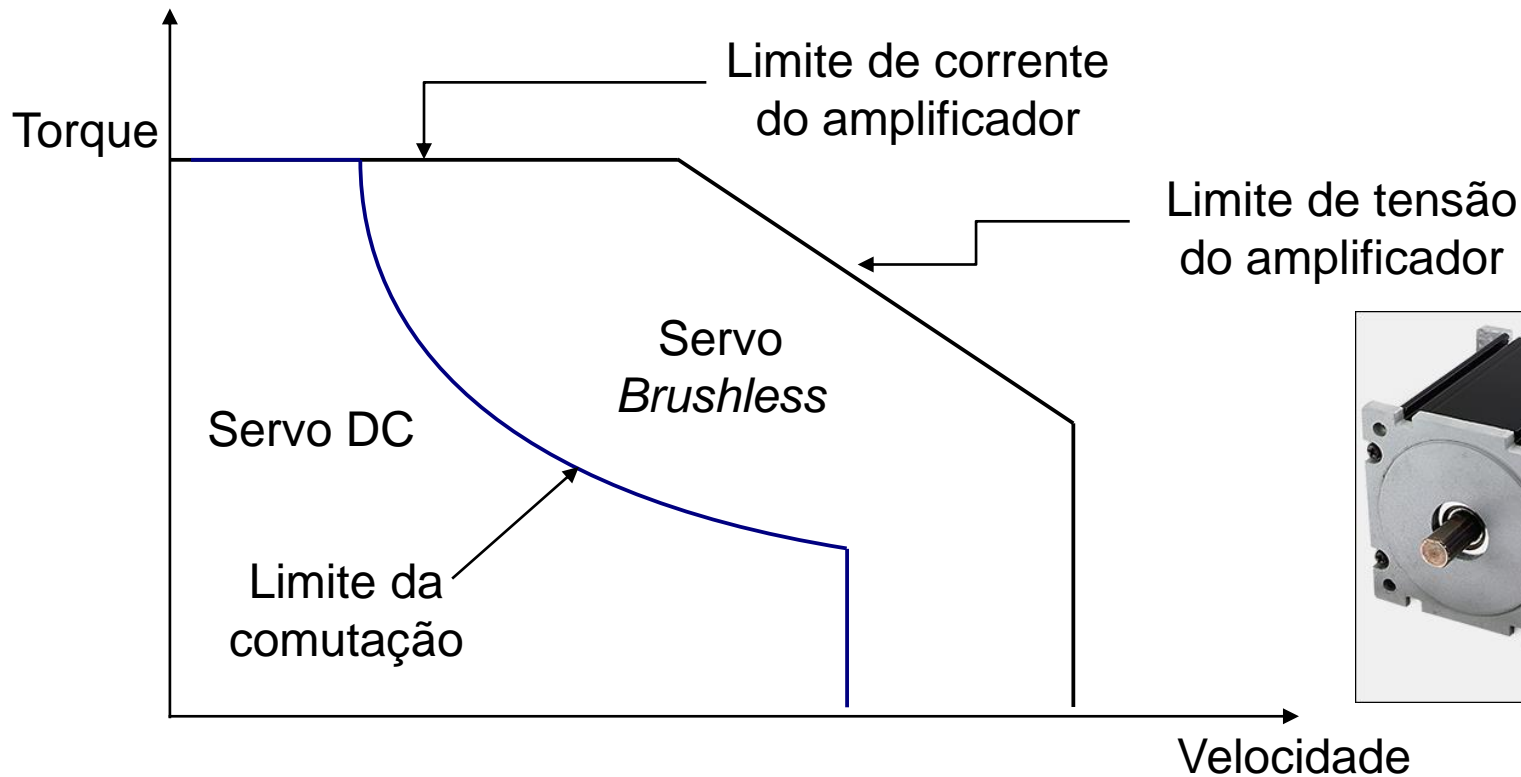 Limite de corrente
do amplificador
Torque
Limite de tensão
do amplificador
Servo
Brushless
Servo DC
Limite da
comutação
Velocidade